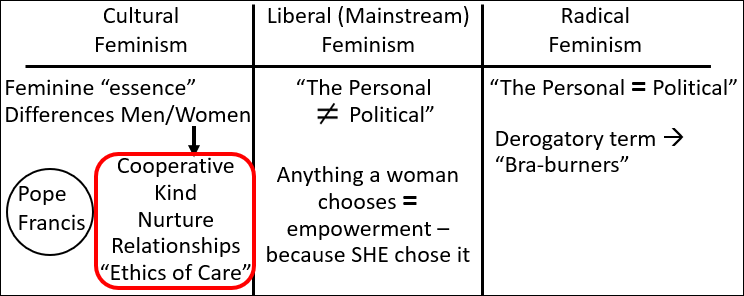 Cultural
Feminism
Liberal (Mainstream)
Feminism
Radical
Feminism
Feminine “essence”
Differences Men/Women
Pope
Francis
Cooperative
Kind
Nurture
Relationships
“Ethics of Care”
“The Personal
≠ Political”
Anything a woman
chooses =
empowerment –
because SHE chose it
“The Personal = Political”
Derogatory term →
“Bra-burners”